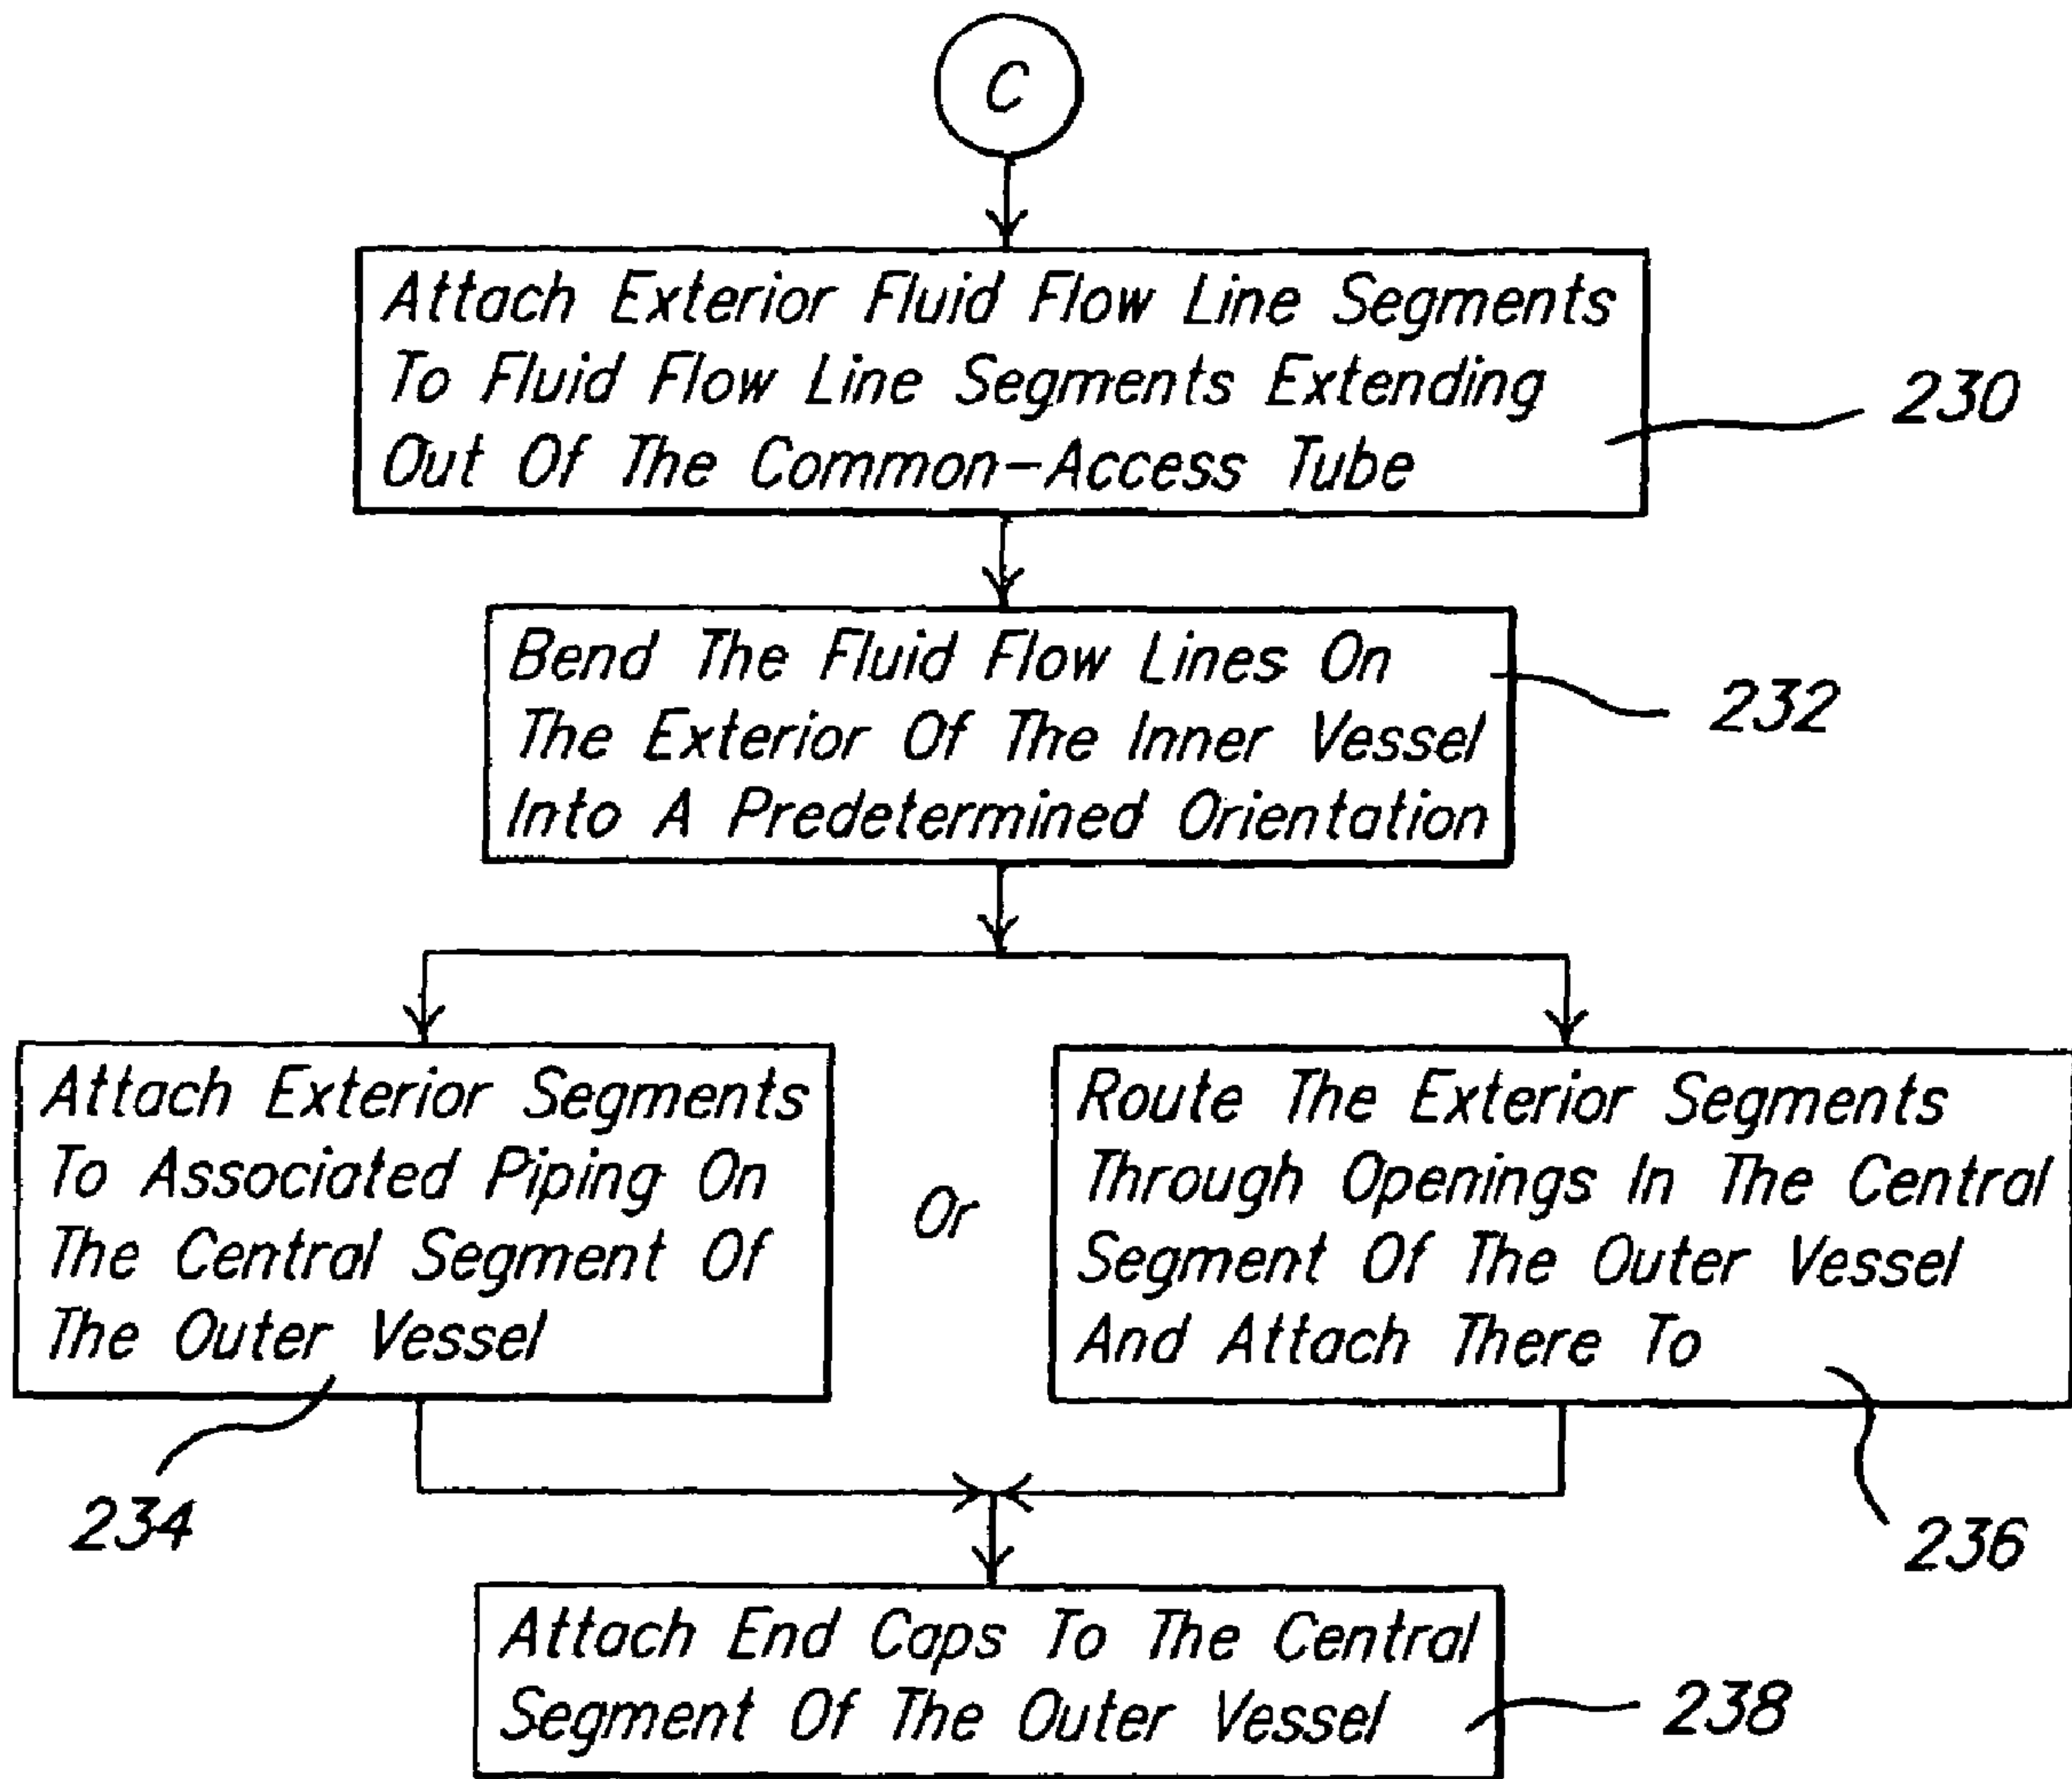 C
Attach Exterior Fluid Flow Line Segments
To Fluid Flow Line Segments Extending
Out Of The Common-Access Tube
230
Bend The Fluid Flow Lines On
The Exterior Of The Inner Vessel
Into A Predetermined Orientation
232
Attach Exterior Segments
To Associated Piping On
The Central Segment Of
The Outer Vessel
234
Or
Route The Exterior Segments
Through Openings In The Central
Segment Of The Outer Vessel
And Attach There To
236
Attach End Caps To The Central
Segment Of The Outer Vessel
238